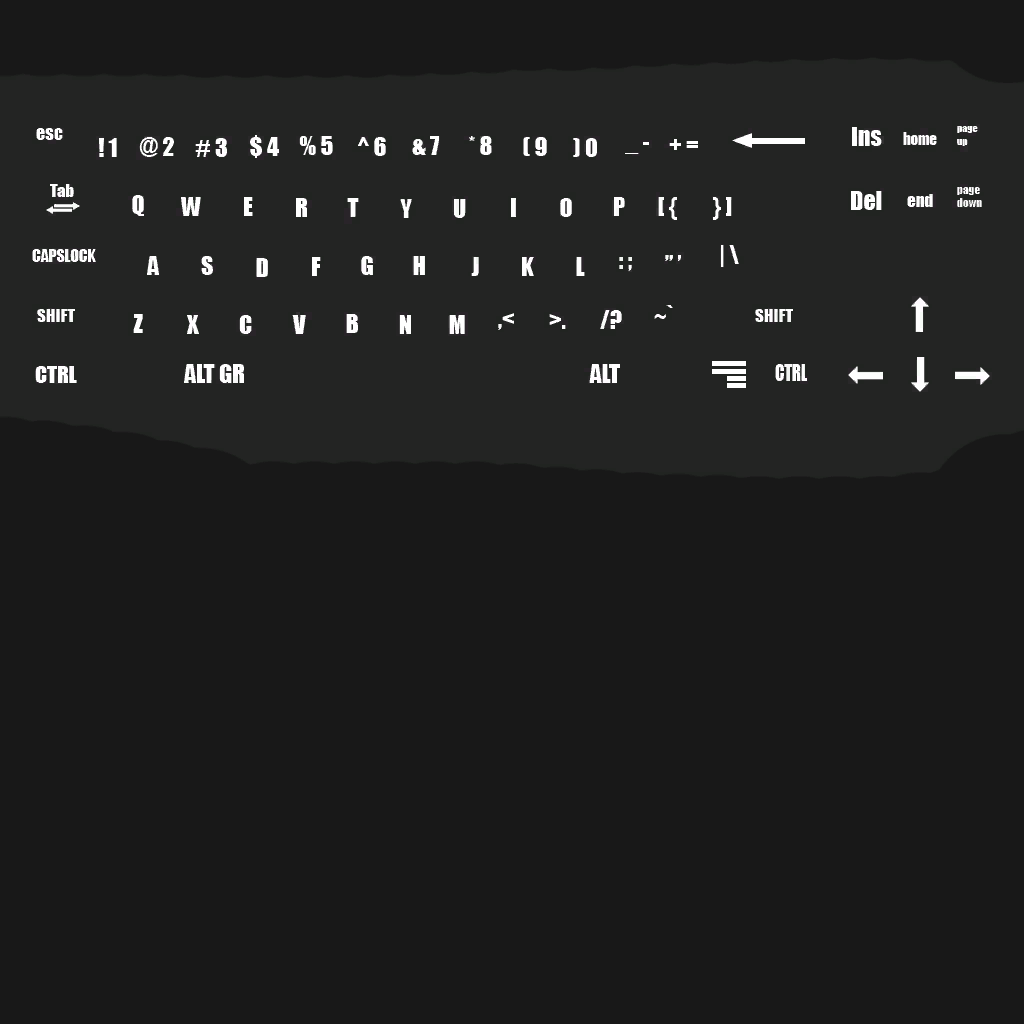 esc !1 @2 #3 $4 %5 ^6 &7 *8 (9 )0 _- += Ins home page up
Tab Q W E R T Y U I O P [{ }] Del end page down
CAPSLOCK A S D F G H J K L :; "' |\
SHIFT Z X C V B N M ,< >. /? ~` SHIFT
CTRL ALT GR ALT CTRL